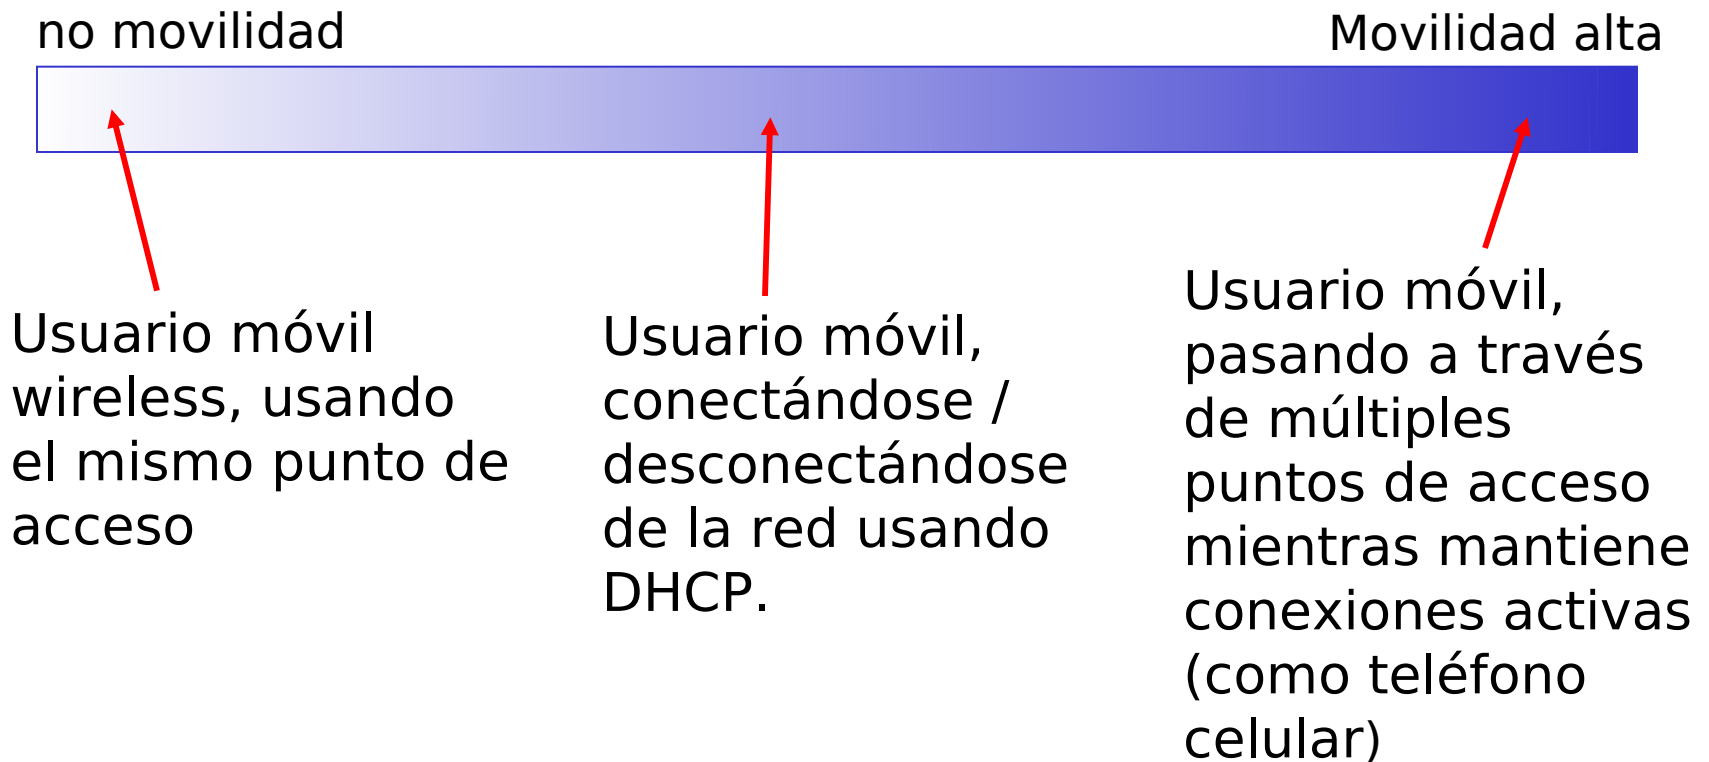 no movilidad
Movilidad alta
Usuario móvil
wireless, usando
el mismo punto de
acceso
Usuario móvil,
conectándose /
desconectándose
de la red usando
DHCP.
Usuario móvil,
pasando a través
de múltiples
puntos de acceso
mientras mantiene
conexiones activas
(como teléfono
celular)